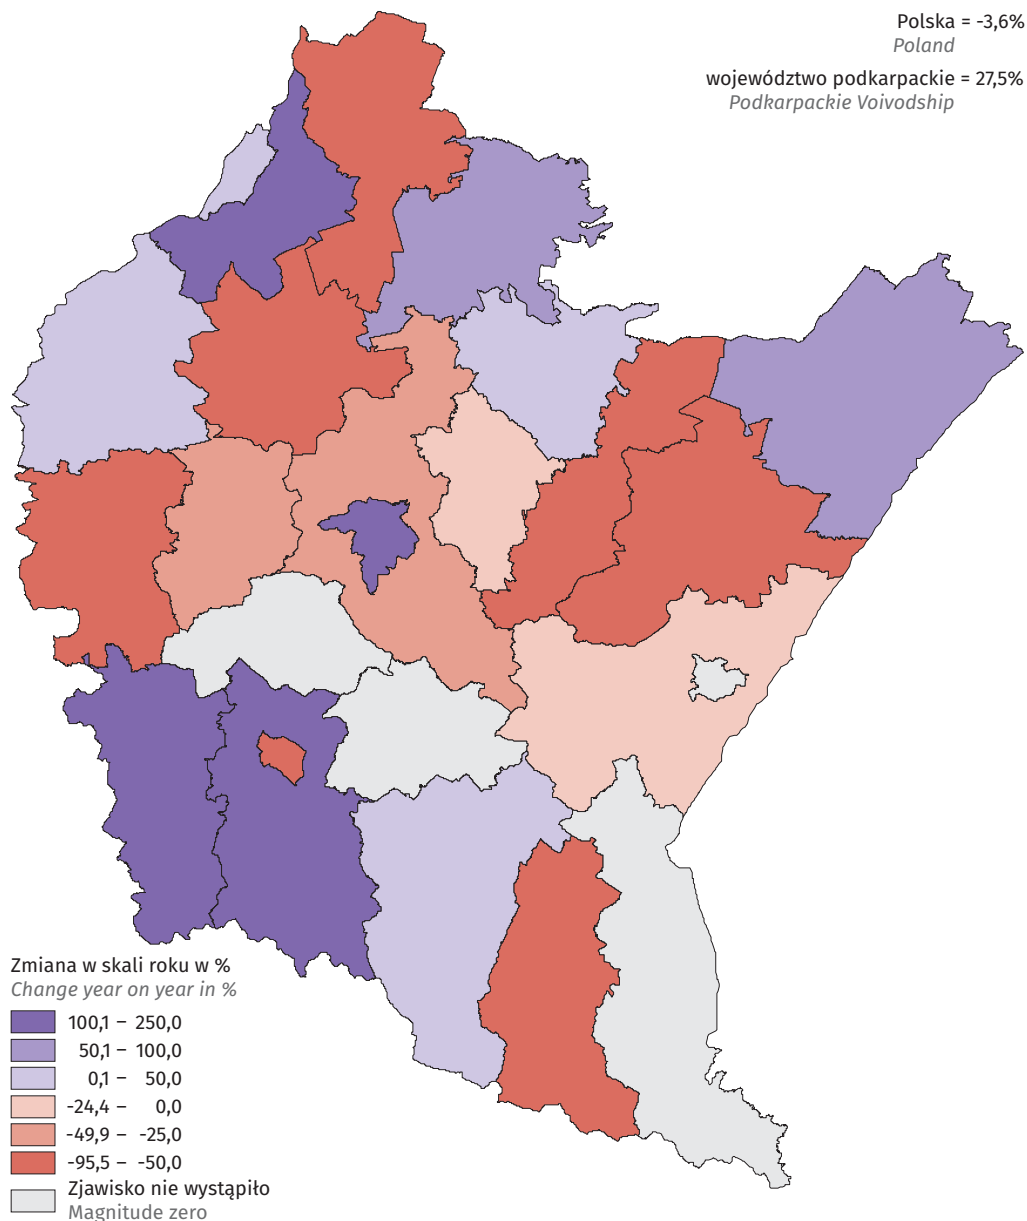 Polska = -3,6%
Poland
województwo podkarpackie = 27,5%
Podkarpackie Voivodship
Zmiana w skali roku w %
Change year on year in %
100,1 – 250,0
50,1 – 100,0
0,1 – 50,0
-24,4 – 0,0
-49,9 – -25,0
-95,5 – -50,0
Zjawisko nie wystąpiło
Magnitude zero